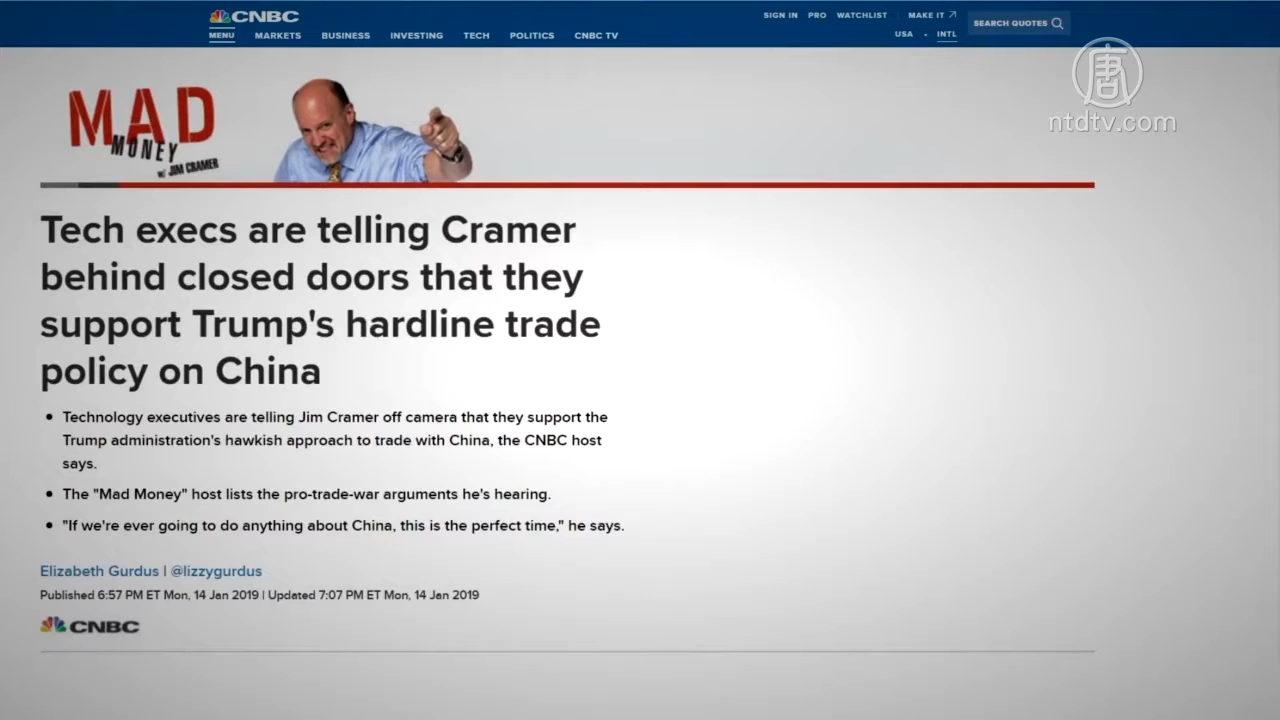 CNBC
SIGN IN PRO WATCHLIST MAKE IT
SEARCH QUOTES
MENU MARKETS BUSINESS INVESTING TECH POLITICS CNBC TV
USA · INTL
唐
ntdtv.com
MAD
MONEY
w/ JIM CRAMER
Tech execs are telling Cramer
behind closed doors that they
support Trump's hardline trade
policy on China
• Technology executives are telling Jim Cramer off camera that they support the
Trump administration's hawkish approach to trade with China, the CNBC host
says.
• The "Mad Money" host lists the pro-trade-war arguments he's hearing.
• "If we're ever going to do anything about China, this is the perfect time," he says.
Elizabeth Gurdus | @lizzygurdus
Published 6:57 PM ET Mon, 14 Jan 2019 | Updated 7:07 PM ET Mon, 14 Jan 2019
CNBC